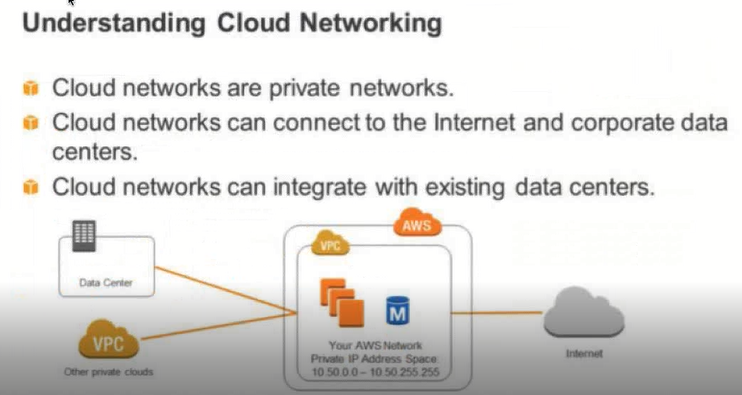 Understanding Cloud Networking
Cloud networks are private networks.
Cloud networks can connect to the Internet and corporate data
centers.
Cloud networks can integrate with existing data centers.
AWS
VPC
Data Center
M
VPC
Your AWS Network
Private IP Address Space:
10.50.0.0 – 10.50.255.255
Internet
Other private clouds